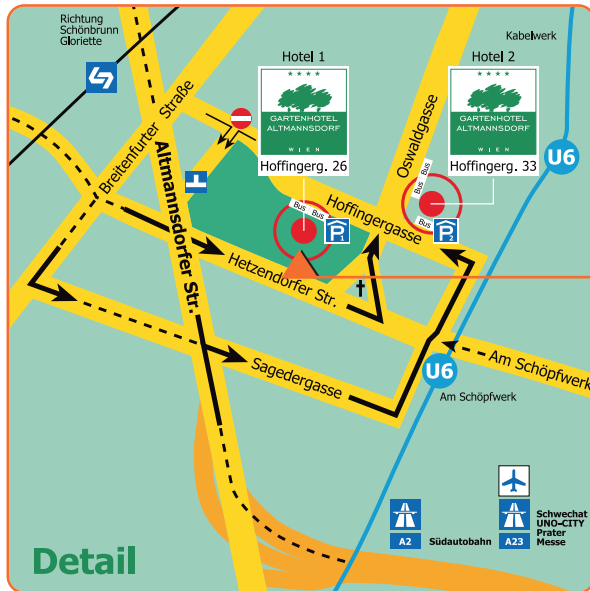 Richtung
Schönbrunn
Gloriette
Hotel 1
★★★★
GARTENHOTEL
ALTMANNSDORF
WIEN
Hoffingerg. 26
Hotel 2
★★★★
GARTENHOTEL
ALTMANNSDORF
WIEN
Hoffingerg. 33
Kabelwerk
U6
Breitenfurter Straße
Altmannsdorfer Str.
Oswaldgasse
Hoffingergasse
Bus
Bus
P1
Bus
Bus
Bus
P2
Hetzendorfer Str.
Sagedergasse
Am Schöpfwerk
U6
Am Schöpfwerk
A2
Südautobahn
A23
Schwechat
UNO-CITY
Prater
Messe
Detail